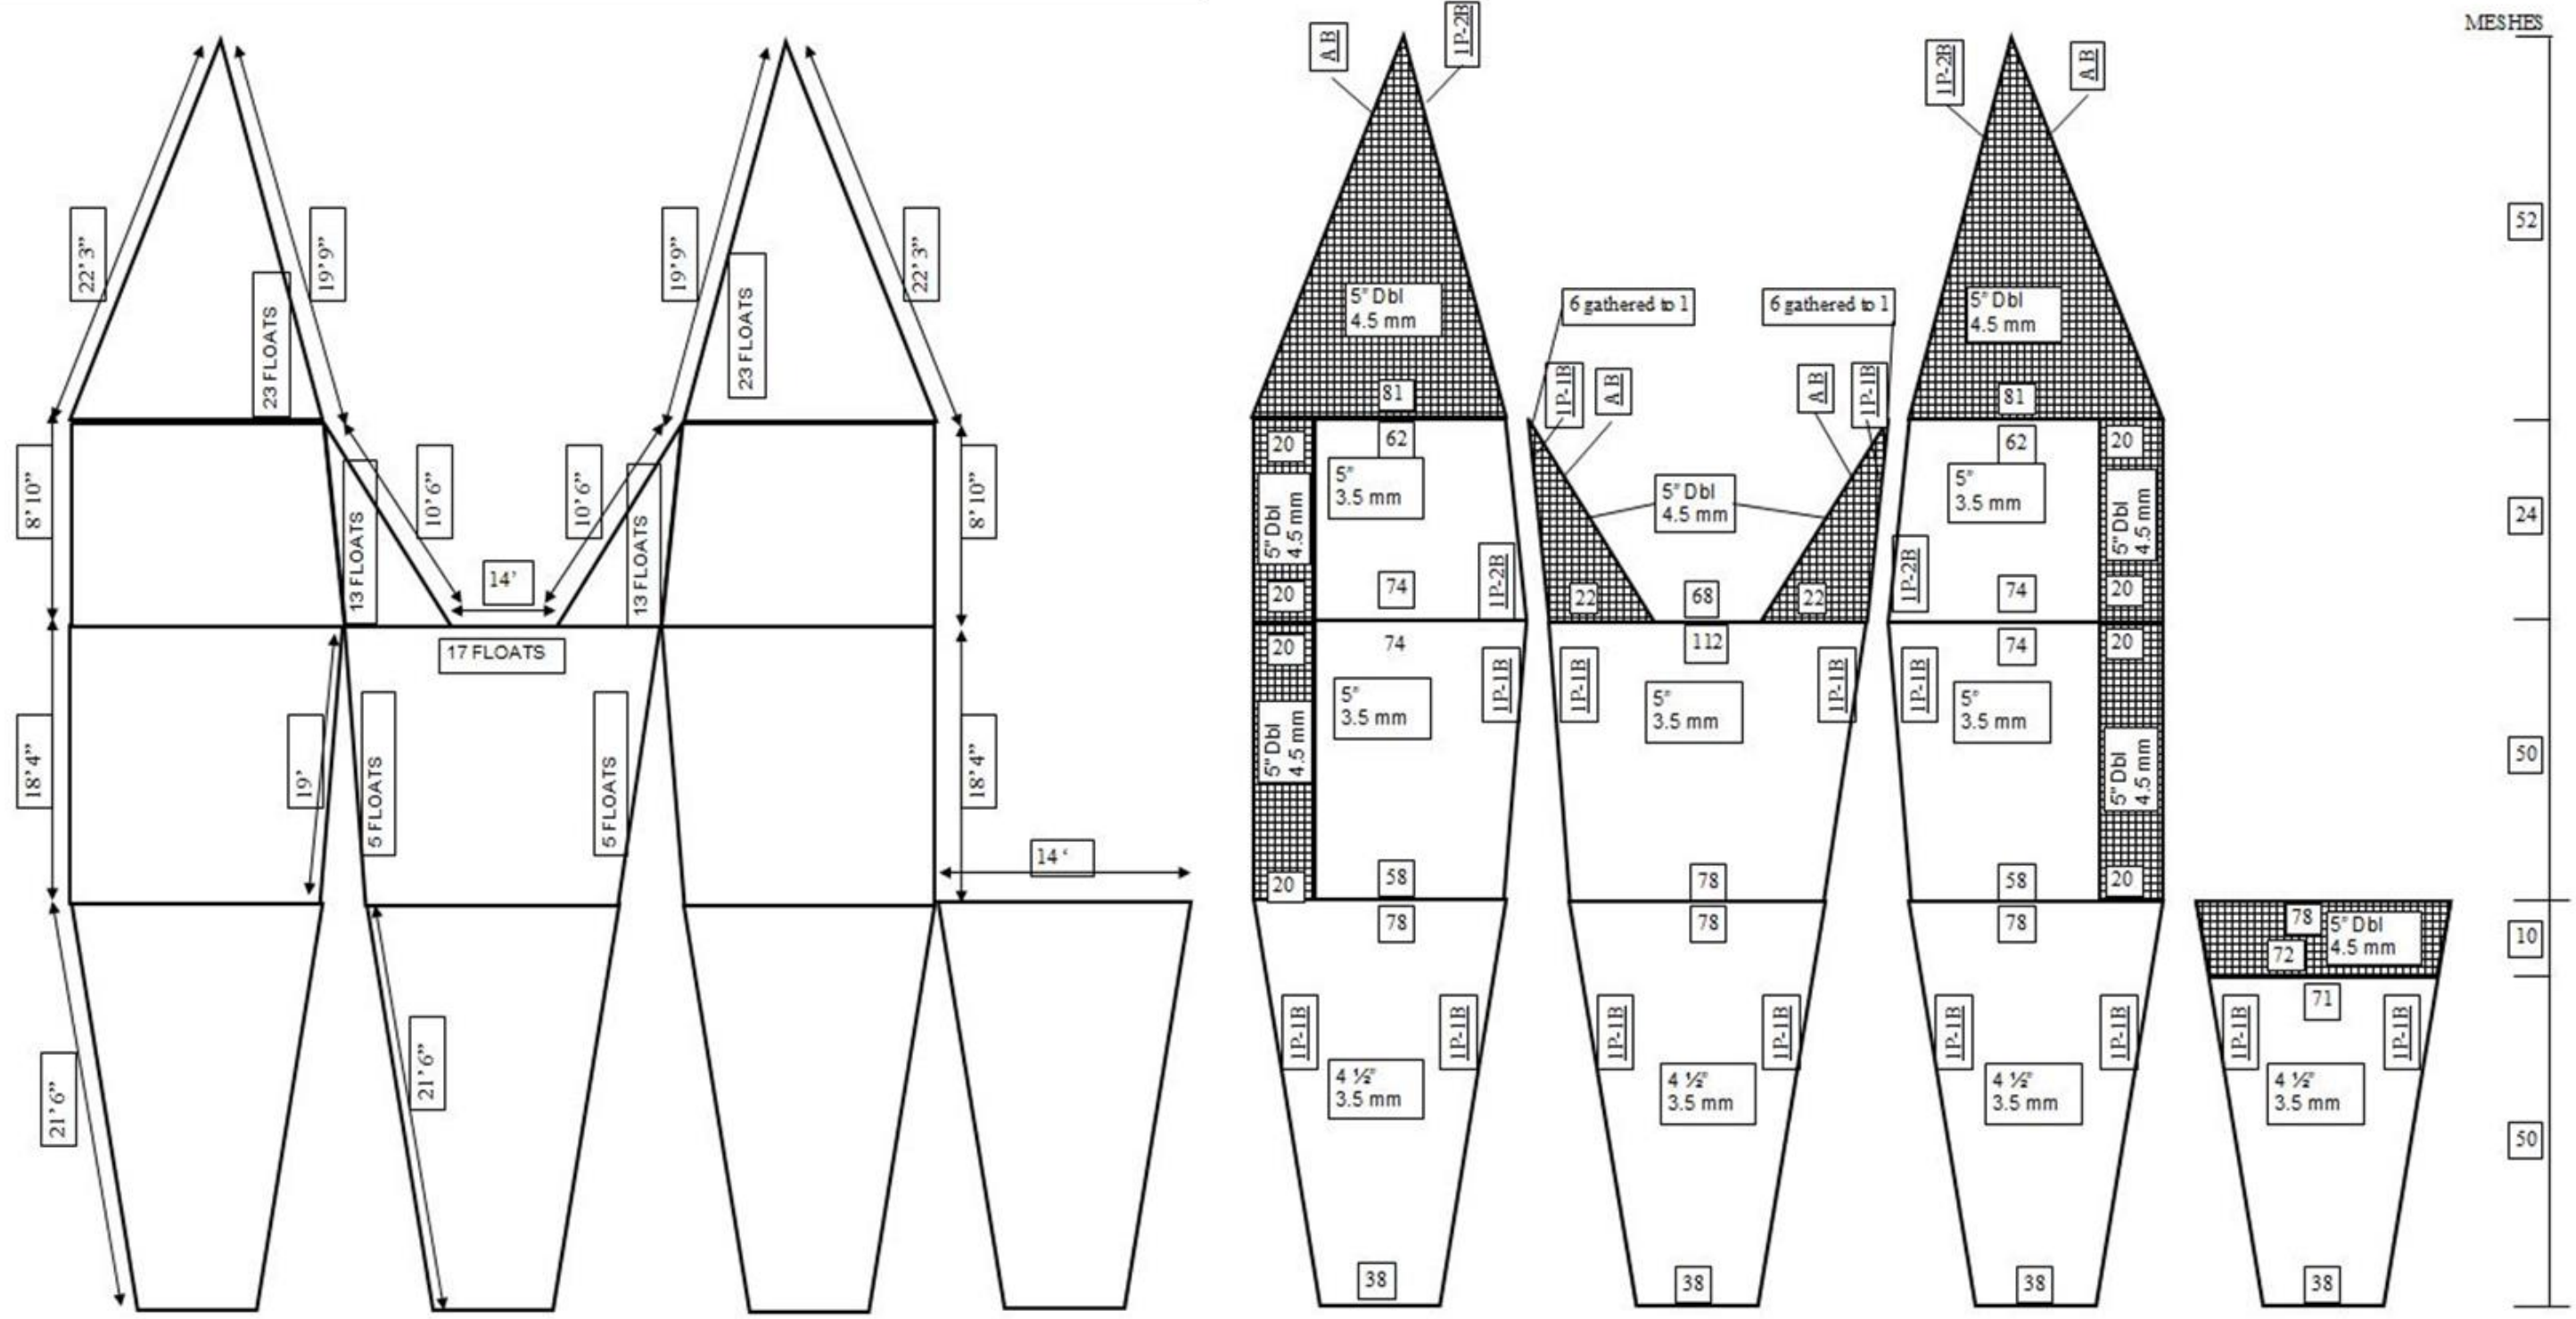 22’ 3”
19’ 9”
23 FLOATS
19’ 9”
23 FLOATS
22’ 3”
8’ 10”
13 FLOATS
10’ 6”
14’
10’ 6”
13 FLOATS
8’ 10”
17 FLOATS
18’ 4”
19’
5 FLOATS
5 FLOATS
18’ 4”
14 ‘
21’ 6”
21’ 6”
A B
1P-2B
5" Dbl
4.5 mm
81
20
62
5"
3.5 mm
5" Dbl
4.5 mm
1P-2B
20
74
20
74
1P-1B
5"
3.5 mm
5" Dbl
4.5 mm
20
58
78
1P-1B
1P-1B
4 ½"
3.5 mm
38
6 gathered to 1
6 gathered to 1
1P-1B
A B
A B
1P-1B
5" Dbl
4.5 mm
22
68
22
112
1P-1B
1P-1B
5"
3.5 mm
78
78
1P-1B
1P-1B
4 ½"
3.5 mm
38
1P-2B
A B
5" Dbl
4.5 mm
81
62
20
5"
3.5 mm
5" Dbl
4.5 mm
1P-2B
74
20
74
20
1P-1B
5"
3.5 mm
5" Dbl
4.5 mm
58
20
78
1P-1B
1P-1B
4 ½"
3.5 mm
38
78
5" Dbl
4.5 mm
72
71
1P-1B
1P-1B
4 ½"
3.5 mm
38
MESHES
52
24
50
10
50